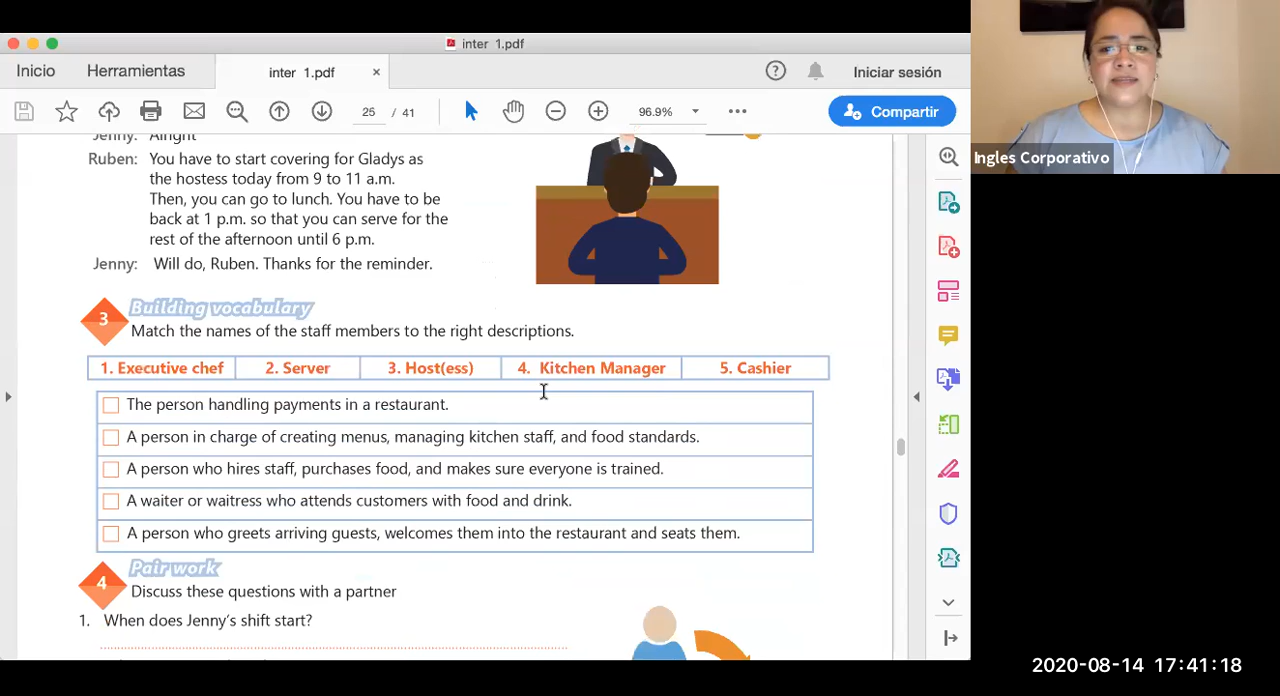 inter 1.pdf
Inicio Herramientas inter 1.pdf × Iniciar sesión
25 / 41 96.9% Compartir
Ingles Corporativo
Jenny: Alright
Ruben: You have to start covering for Gladys as
the hostess today from 9 to 11 a.m.
Then, you can go to lunch. You have to be
back at 1 p.m. so that you can serve for the
rest of the afternoon until 6 p.m.
Jenny: Will do, Ruben. Thanks for the reminder.
3 Building vocabulary
Match the names of the staff members to the right descriptions.
1. Executive chef 2. Server 3. Host(ess) 4. Kitchen Manager 5. Cashier
The person handling payments in a restaurant.
A person in charge of creating menus, managing kitchen staff, and food standards.
A person who hires staff, purchases food, and makes sure everyone is trained.
A waiter or waitress who attends customers with food and drink.
A person who greets arriving guests, welcomes them into the restaurant and seats them.
4 Pair work
Discuss these questions with a partner
1. When does Jenny's shift start?
2020-08-14 17:41:18